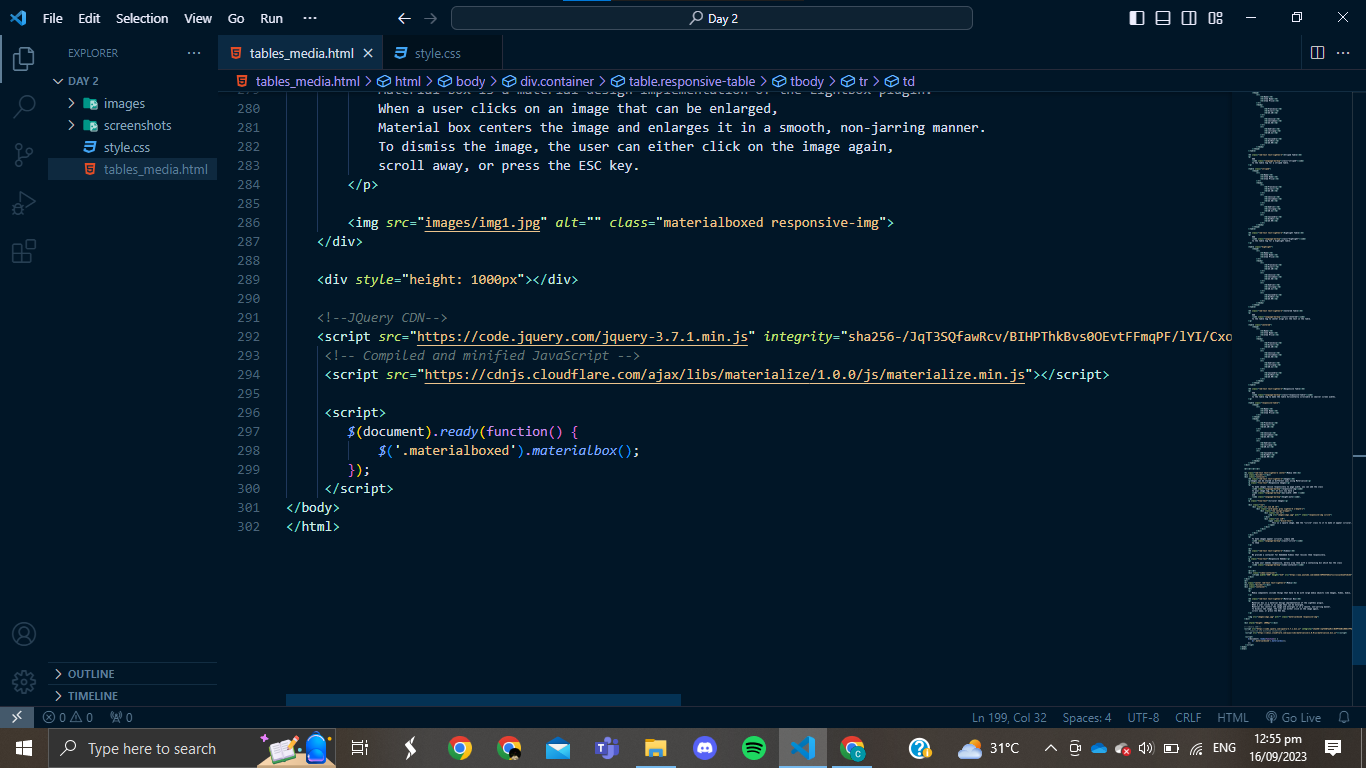 File Edit Selection View Go Run ··· Day 2
EXPLORER ···
tables_media.html
style.css
DAY 2
tables_media.html > html > body > div.container > table.responsive-table > tbody > tr > td
images
screenshots
style.css
tables_media.html
279 Material box is a material design implementation of the Lightbox plugin.
280 When a user clicks on an image that can be enlarged,
281 Material box centers the image and enlarges it in a smooth, non-jarring manner.
282 To dismiss the image, the user can either click on the image again,
283 scroll away, or press the ESC key.
284 </p>
285
286 <img src="images/img1.jpg" alt="" class="materialboxed responsive-img">
287 </div>
288
289 <div style="height: 1000px"></div>
290
291 <!--JQuery CDN-->
292 <script src="https://code.jquery.com/jquery-3.7.1.min.js" integrity="sha256-/JqT3SQfawRcv/BIHPThkBvs0OEvtFFmqPF/lYI/Cxo
293 <!-- Compiled and minified JavaScript -->
294 <script src="https://cdnjs.cloudflare.com/ajax/libs/materialize/1.0.0/js/materialize.min.js"></script>
295
296 <script>
297 $(document).ready(function() {
298 $('.materialboxed').materialbox();
299 });
300 </script>
301 </body>
302 </html>
OUTLINE
TIMELINE
0 0 0 Ln 199, Col 32 Spaces: 4 UTF-8 CRLF HTML Go Live
Type here to search
31°C
ENG
12:55 pm
16/09/2023